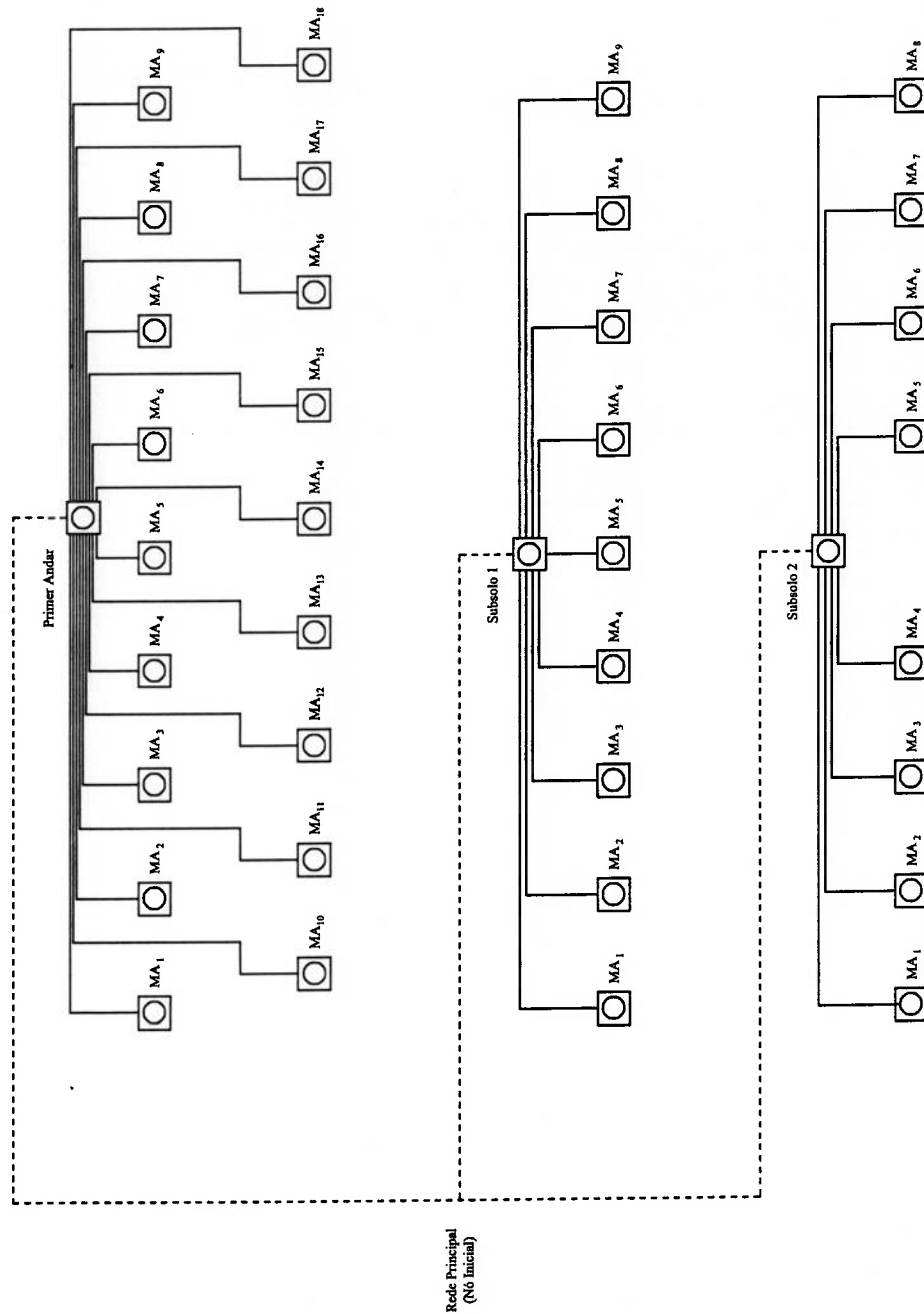 Primer Andar
MA1
MA2
MA3
MA4
MA5
MA6
MA7
MA8
MA9
MA10
MA11
MA12
MA13
MA14
MA15
MA16
MA17
MA18
Subsolo 1
MA1
MA2
MA3
MA4
MA5
MA6
MA7
MA8
MA9
Subsolo 2
MA1
MA2
MA3
MA4
MA5
MA6
MA7
MA8
Rede Principal
(Nó Inicial)